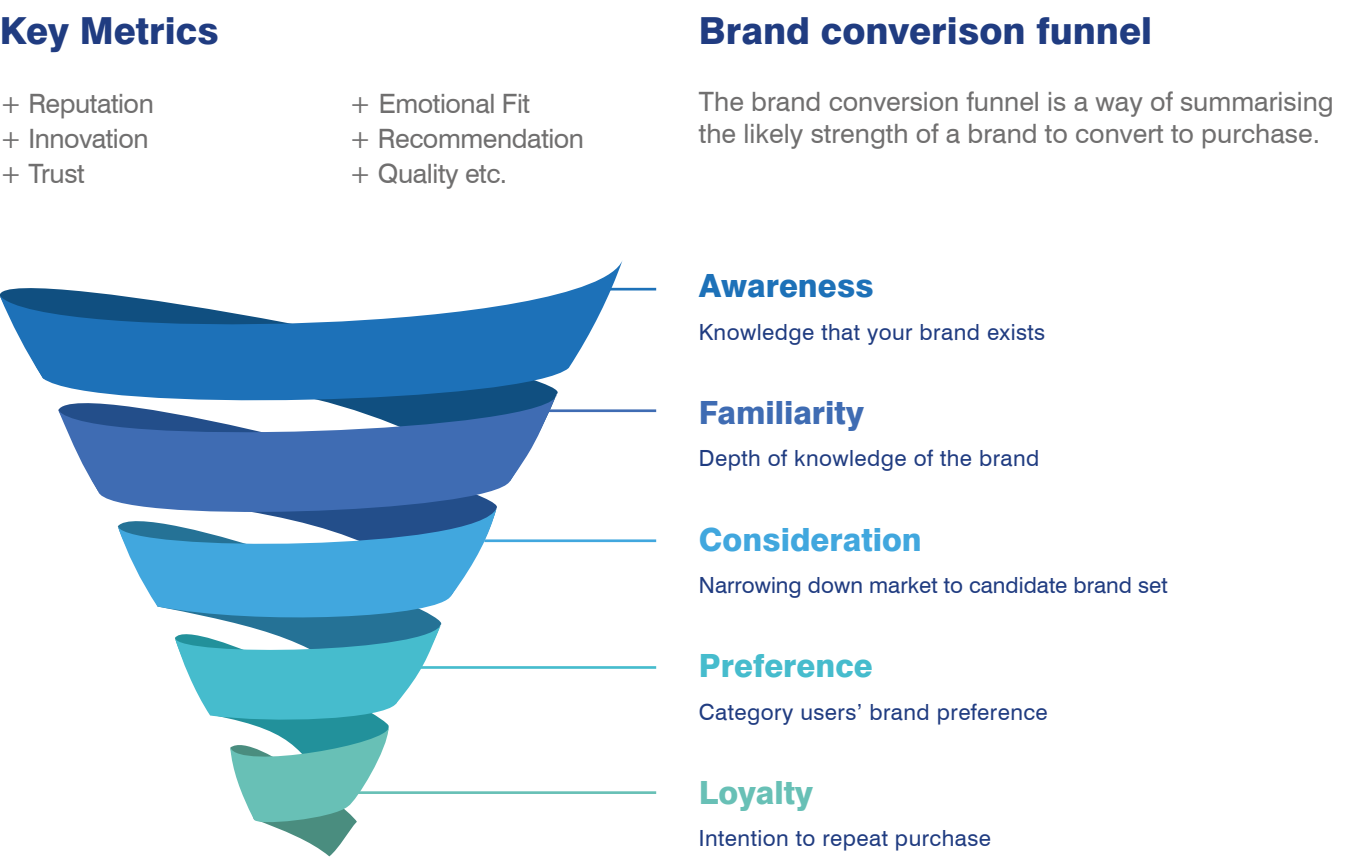 Key Metrics
+ Reputation
+ Innovation
+ Trust
+ Emotional Fit
+ Recommendation
+ Quality etc.
Brand converison funnel
The brand conversion funnel is a way of summarising
the likely strength of a brand to convert to purchase.
Awareness
Knowledge that your brand exists
Familiarity
Depth of knowledge of the brand
Consideration
Narrowing down market to candidate brand set
Preference
Category users’ brand preference
Loyalty
Intention to repeat purchase